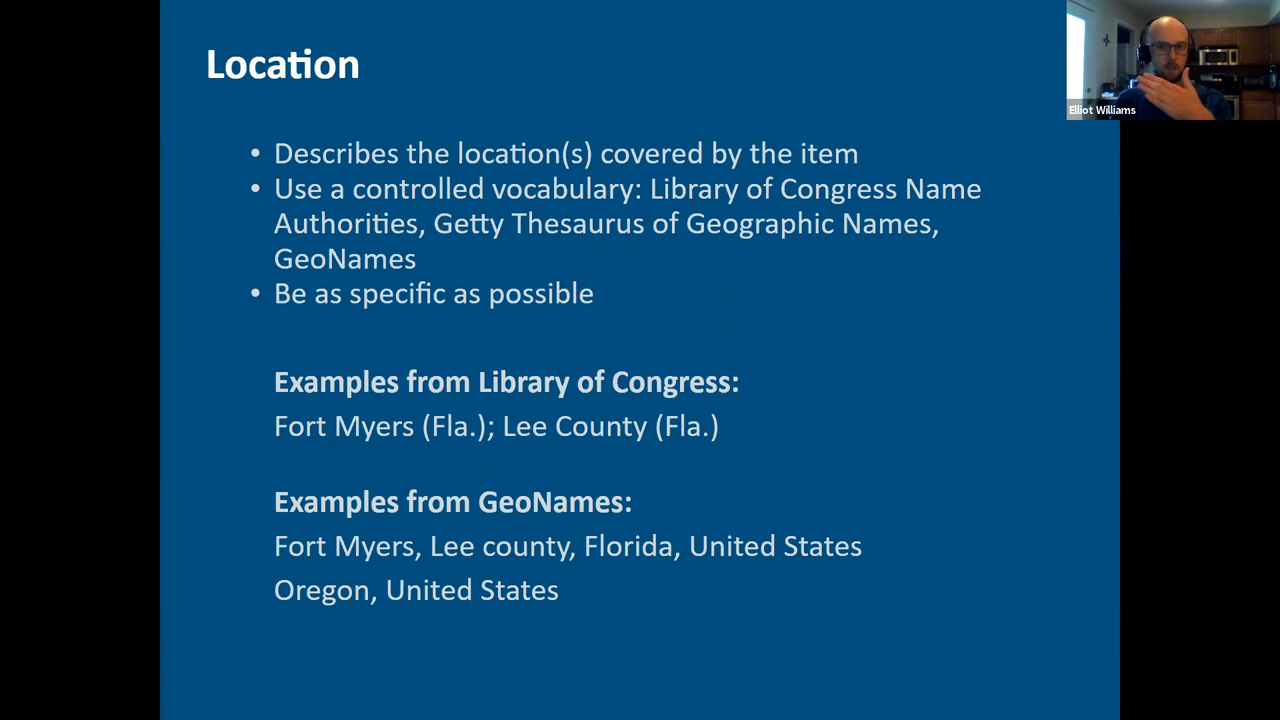 Location
Elliot Williams
• Describes the location(s) covered by the item
• Use a controlled vocabulary: Library of Congress Name
Authorities, Getty Thesaurus of Geographic Names,
GeoNames
• Be as specific as possible
Examples from Library of Congress:
Fort Myers (Fla.); Lee County (Fla.)
Examples from GeoNames:
Fort Myers, Lee county, Florida, United States
Oregon, United States